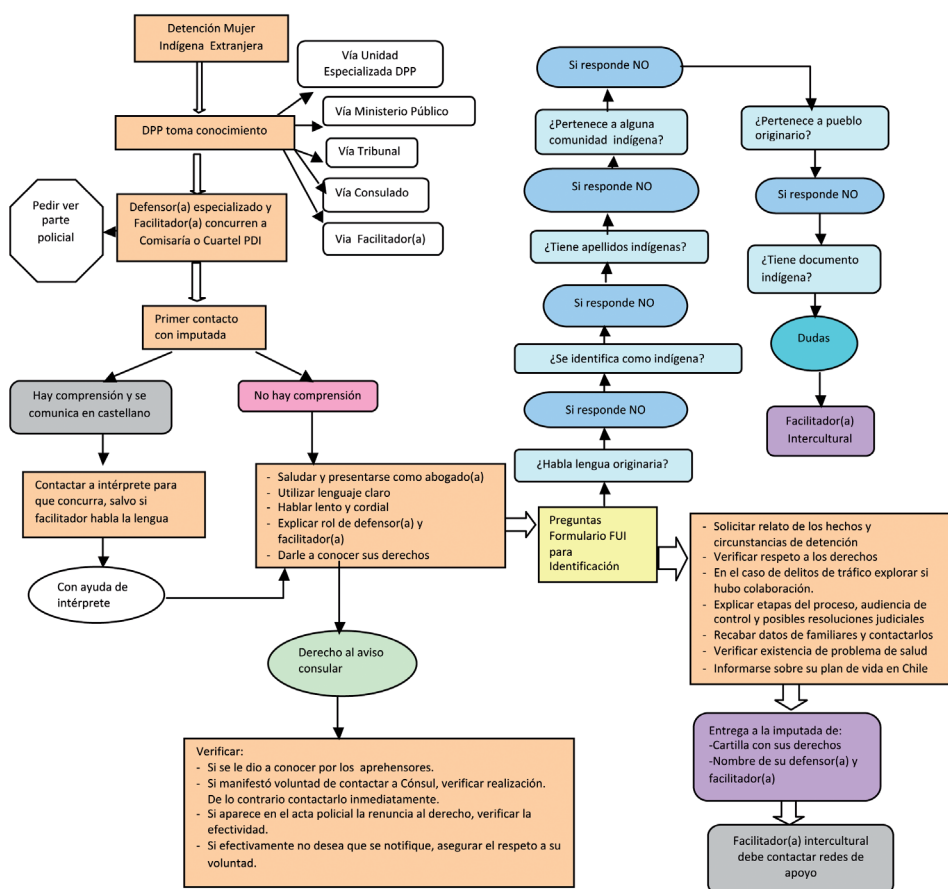 Detención Mujer
Indígena Extranjera
DPP toma conocimiento
Vía Unidad
Especializada DPP
Vía Ministerio Público
Vía Tribunal
Vía Consulado
Via Facilitador(a)
Pedir ver
parte
policial
Defensor(a) especializado y
Facilitador(a) concurren a
Comisaría o Cuartel PDI
Primer contacto
con imputada
Hay comprensión y se
comunica en castellano
No hay comprensión
Contactar a intérprete para
que concurra, salvo si
facilitador habla la lengua
Con ayuda de
intérprete
- Saludar y presentarse como abogado(a)
- Utilizar lenguaje claro
- Hablar lento y cordial
- Explicar rol de defensor(a) y
facilitador(a)
- Darle a conocer sus derechos
Derecho al aviso
consular
Verificar:
- Si se le dio a conocer por los aprehensores.
- Si manifestó voluntad de contactar a Cónsul, verificar realización.
De lo contrario contactarlo inmediatamente.
- Si aparece en el acta policial la renuncia al derecho, verificar la
efectividad.
- Si efectivamente no desea que se notifique, asegurar el respeto a su
voluntad.
Preguntas
Formulario FUI
para
Identificación
¿Habla lengua originaria?
Si responde NO
¿Se identifica como indígena?
Si responde NO
¿Tiene apellidos indígenas?
Si responde NO
¿Pertenece a alguna
comunidad indígena?
Si responde NO
¿Pertenece a pueblo
originario?
Si responde NO
¿Tiene documento
indígena?
Dudas
Facilitador(a)
Intercultural
- Solicitar relato de los hechos y
circunstancias de detención
- Verificar respeto a los derechos
- En el caso de delitos de tráfico explorar si
hubo colaboración.
- Explicar etapas del proceso, audiencia de
control y posibles resoluciones judiciales
- Recabar datos de familiares y contactarlos
- Verificar existencia de problema de salud
- Informarse sobre su plan de vida en Chile
Entrega a la imputada de:
-Cartilla con sus derechos
-Nombre de su defensor(a) y
facilitador(a)
Facilitador(a) intercultural
debe contactar redes de
apoyo